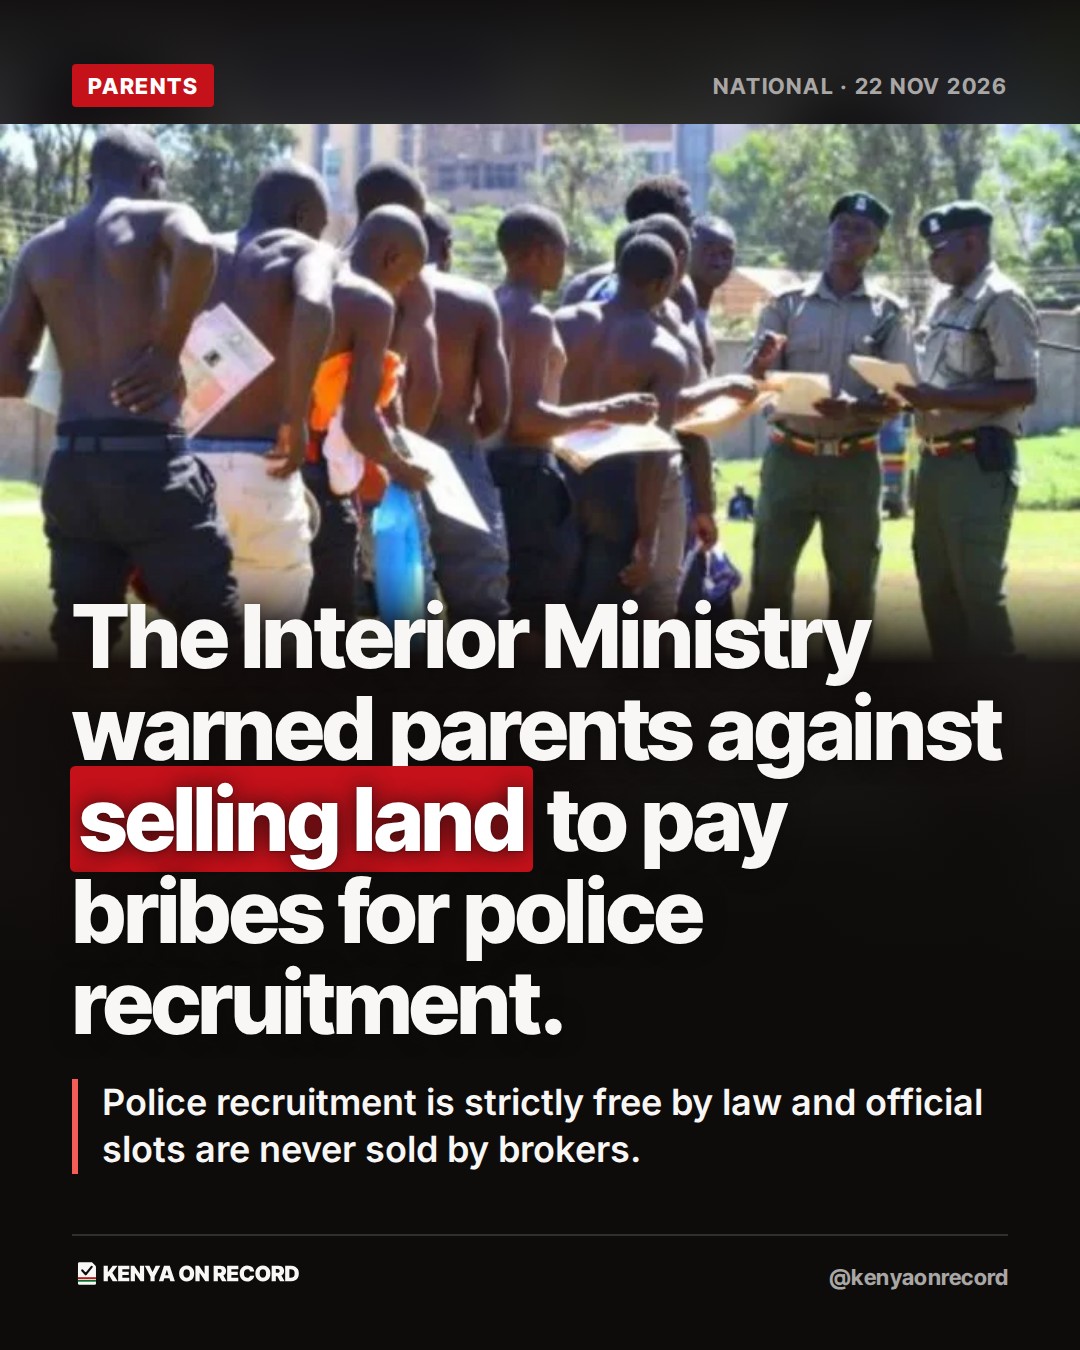 PARENTS
NATIONAL · 22 NOV 2026
The Interior Ministry
warned parents against
selling land to pay
bribes for police
recruitment.
Police recruitment is strictly free by law and official
slots are never sold by brokers.
KENYA ON RECORD
@kenyaonrecord